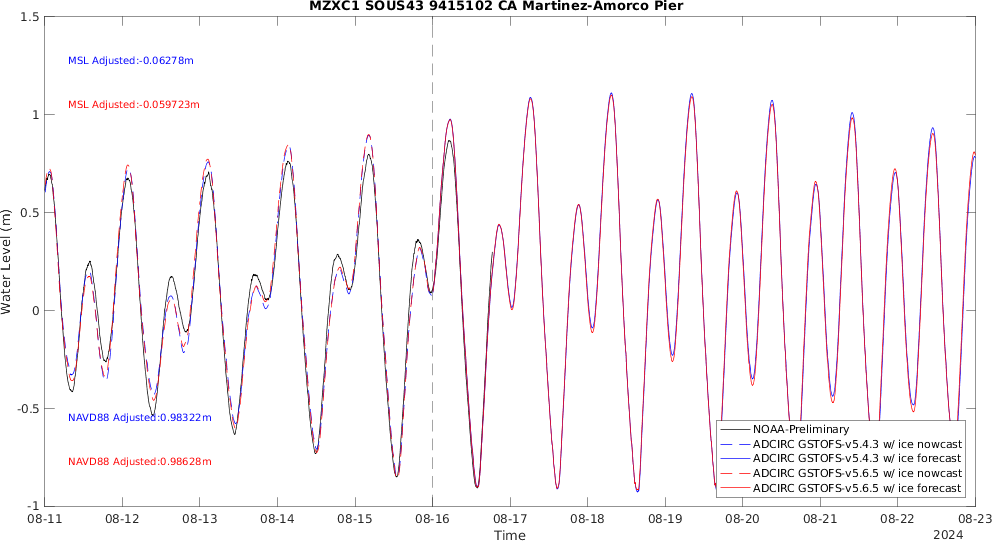 MZXC1 SOUS43 9415102 CA Martinez-Amorco Pier
1.5
MSL Adjusted:-0.06278m
MSL Adjusted:-0.059723m
1
0.5
Water Level (m)
0
-0.5
NAVD88 Adjusted:0.98322m
NAVD88 Adjusted:0.98628m
-1
NOAA-Preliminary
ADCIRC GSTOFS-v5.4.3 w/ ice nowcast
ADCIRC GSTOFS-v5.4.3 w/ ice forecast
ADCIRC GSTOFS-v5.6.5 w/ ice nowcast
ADCIRC GSTOFS-v5.6.5 w/ ice forecast
08-11 08-12 08-13 08-14 08-15 08-16 08-17 08-18 08-19 08-20 08-21 08-22 08-23
Time
2024